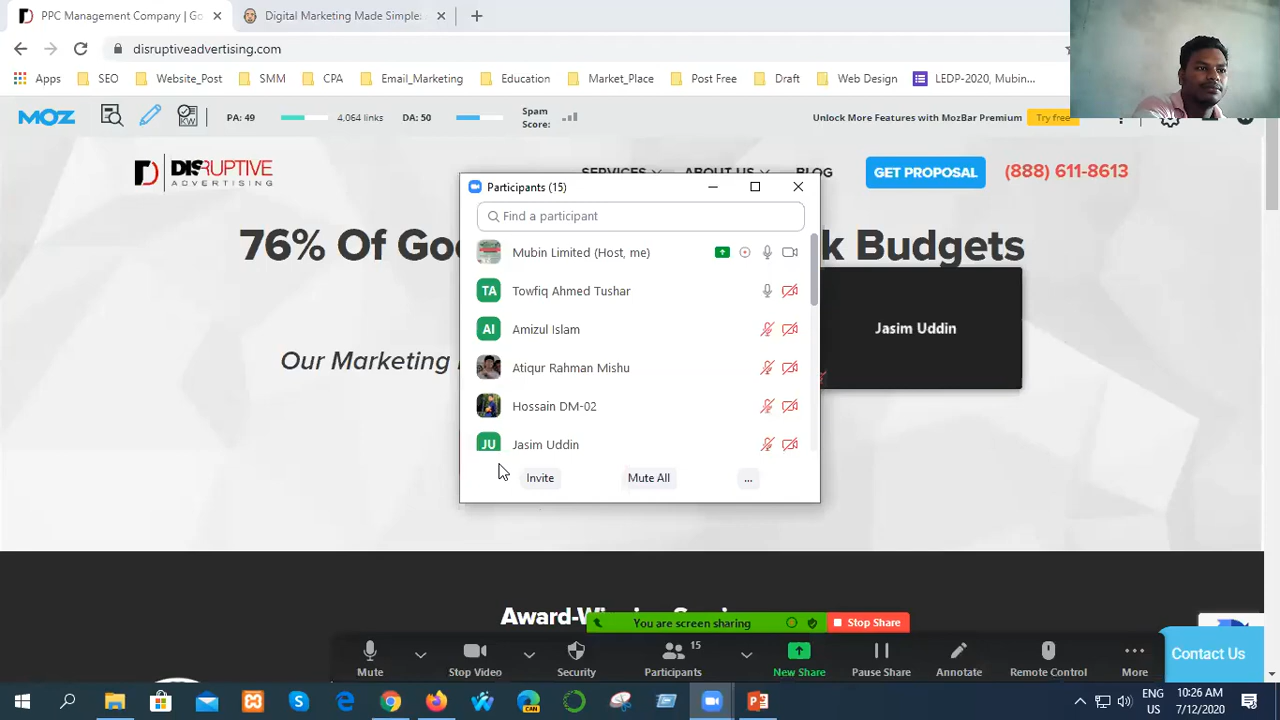 PPC Management Company | Go
Digital Marketing Made Simple:
disruptiveadvertising.com
Apps
SEO
Website_Post
SMM
CPA
Email_Marketing
Education
Market_Place
Post Free
Draft
Web Design
LEDP-2020, Mubin...
MOZ
KW
PA: 49
4,064 links
DA: 50
Spam Score:
Unlock More Features with MozBar Premium
Try free
DISRUPTIVE
ADVERTISING
SERVICES
ABOUT US
BLOG
GET PROPOSAL
(888) 611-8613
76% Of Goo
k Budgets
Our Marketing
Participants (15)
Find a participant
Mubin Limited (Host, me)
TA Towfiq Ahmed Tushar
AI Amizul Islam
Atiqur Rahman Mishu
Hossain DM-02
JU Jasim Uddin
Invite
Mute All
...
Jasim Uddin
You are screen sharing
Stop Share
Mute
Stop Video
Security
15
Participants
New Share
Pause Share
Annotate
Remote Control
More
Contact Us
CAN
ENG
US
10:26 AM
7/12/2020